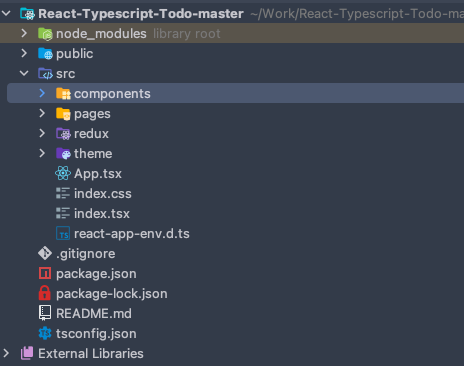 React-Typescript-Todo-master ~/Work/React-Typescript-Todo-ma
node_modules library root
public
src
components
pages
redux
theme
App.tsx
index.css
index.tsx
TS react-app-env.d.ts
.gitignore
package.json
package-lock.json
README.md
tsconfig.json
External Libraries